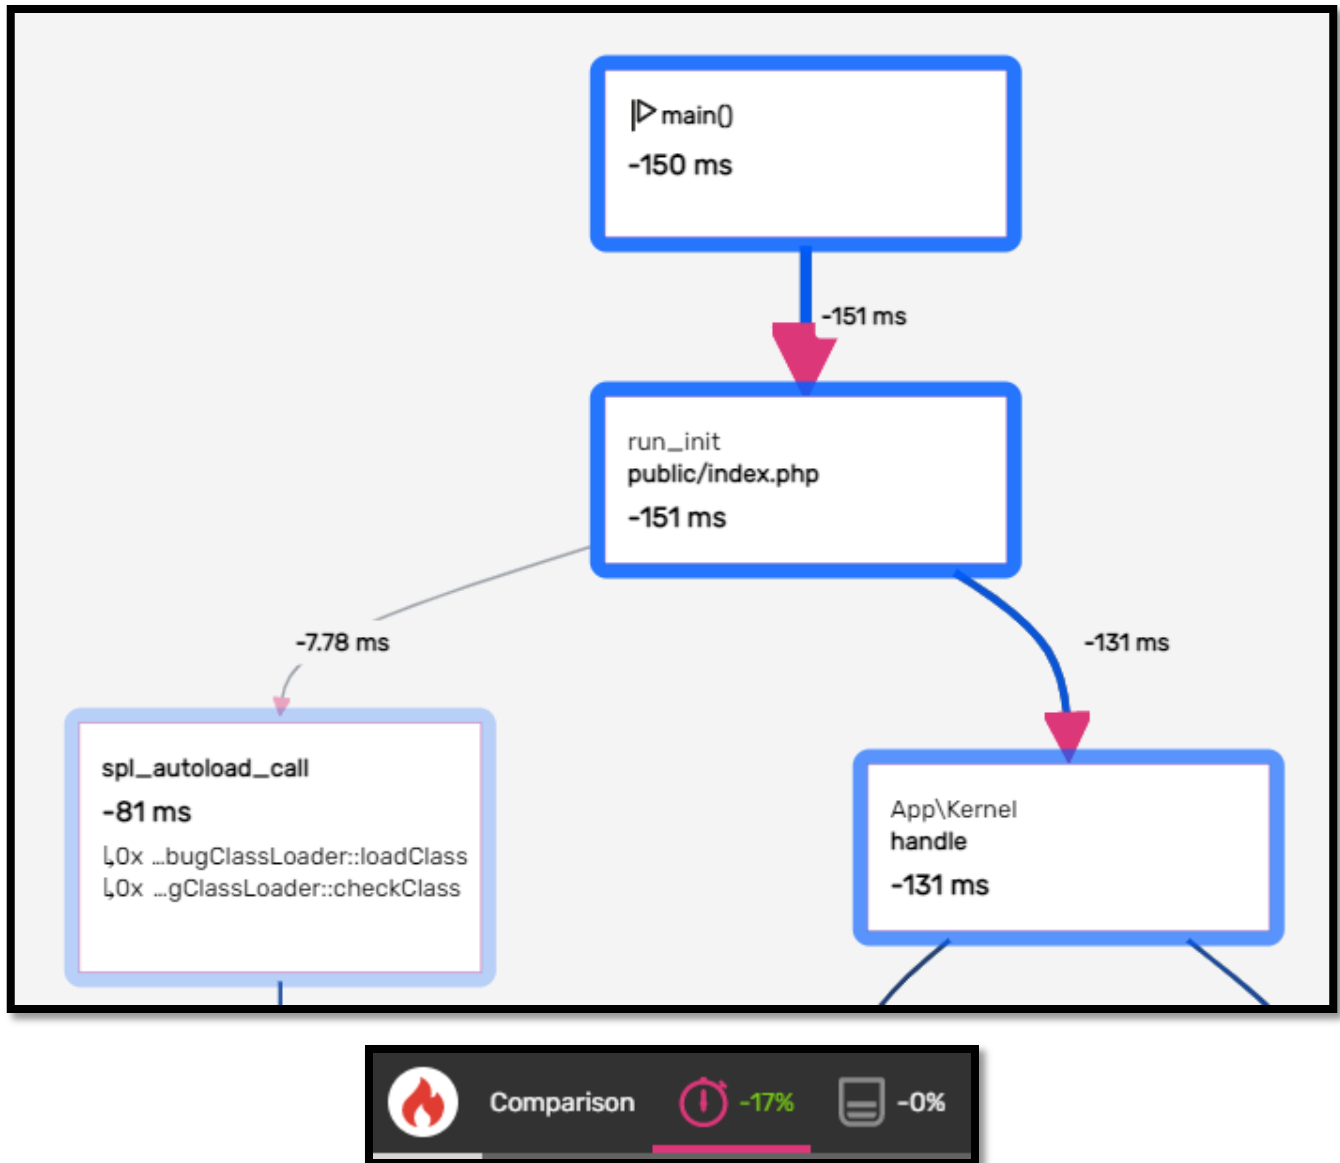 main()
-150 ms
-151 ms
run_init
public/index.php
-151 ms
-7.78 ms
-131 ms
spl_autoload_call
-81 ms
↳0x ...bugClassLoader::loadClass
↳0x ...gClassLoader::checkClass
App\Kernel
handle
-131 ms
Comparison -17% -0%